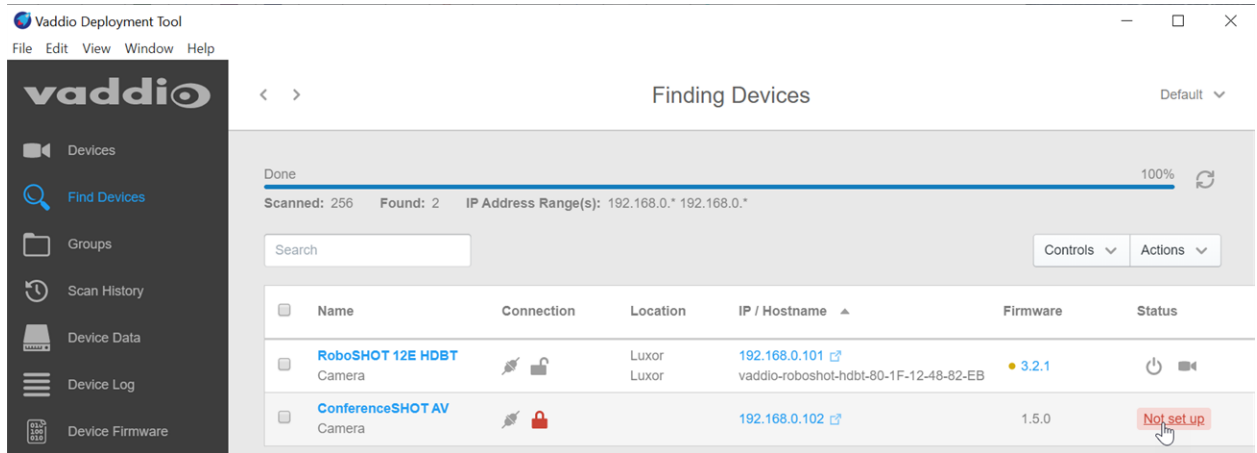 Vaddio Deployment Tool
File Edit View Window Help
vaddio
Finding Devices
Default
Devices
Find Devices
Groups
Scan History
Device Data
Device Log
Device Firmware
Done
100%
Scanned: 256 Found: 2 IP Address Range(s): 192.168.0.* 192.168.0.*
Search
Controls
Actions
Name Connection Location IP / Hostname Firmware Status
RoboSHOT 12E HDBT Luxor 192.168.0.101 3.2.1
Camera Luxor vaddio-roboshot-hdbt-80-1F-12-48-82-EB
ConferenceSHOT AV 192.168.0.102 1.5.0 Not set up
Camera